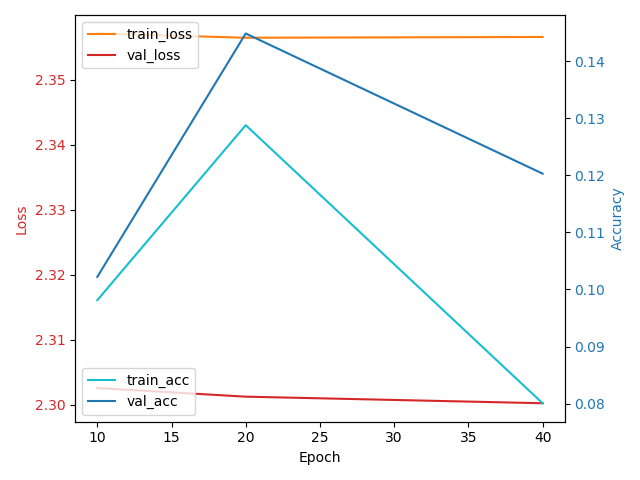 train_loss
val_loss
2.35
2.34
2.33
2.32
2.31
2.30
Loss
0.14
0.13
0.12
0.11
0.10
0.09
0.08
Accuracy
train_acc
val_acc
10 15 20 25 30 35 40
Epoch